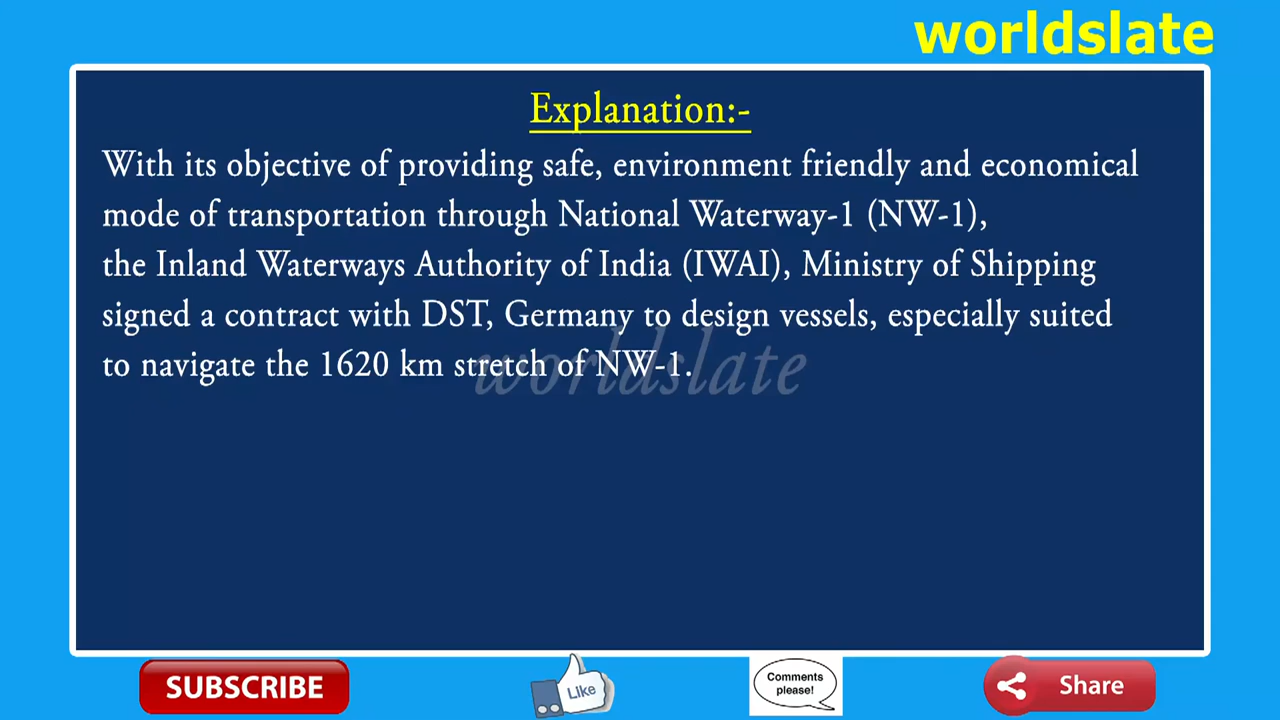 worldslate
Explanation:-
With its objective of providing safe, environment friendly and economical
mode of transportation through National Waterway-1 (NW-1),
the Inland Waterways Authority of India (IWAI), Ministry of Shipping
signed a contract with DST, Germany to design vessels, especially suited
to navigate the 1620 km stretch of NW-1.
worldslate
SUBSCRIBE
Like
Comments
please!
Share